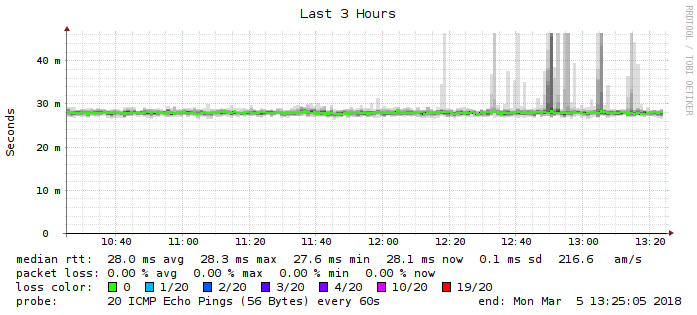 Last 3 Hours
RRDTOOL / TOBI OETIKER
Seconds
40 m
30 m
20 m
10 m
0
10:40 11:00 11:20 11:40 12:00 12:20 12:40 13:00 13:20
median rtt: 28.0 ms avg 28.3 ms max 27.6 ms min 28.1 ms now 0.1 ms sd 216.6 am/s
packet loss: 0.00 % avg 0.00 % max 0.00 % min 0.00 % now
loss color: 0 1/20 2/20 3/20 4/20 10/20 19/20
probe: 20 ICMP Echo Pings (56 Bytes) every 60s end: Mon Mar 5 13:25:05 2018